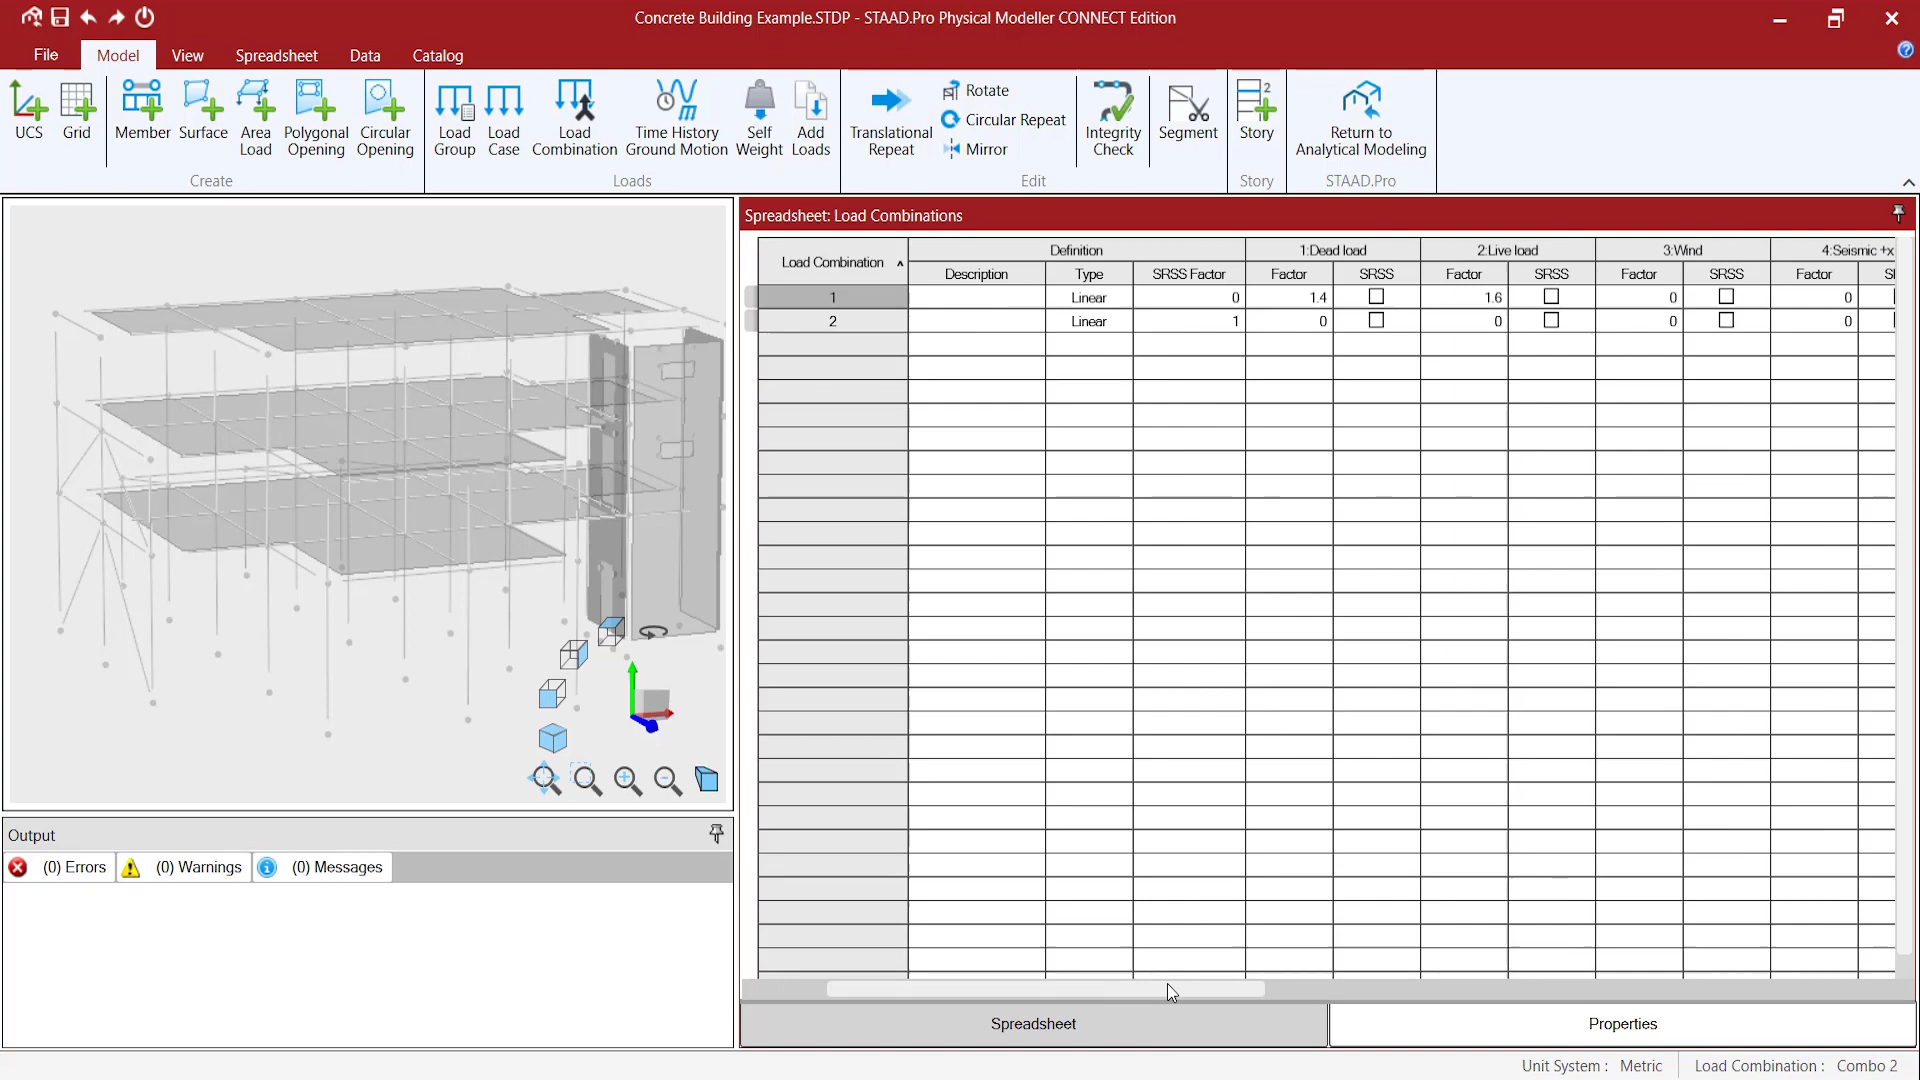 Concrete Building Example.STDP - STAAD.Pro Physical Modeller CONNECT Edition
File Model View Spreadsheet Data Catalog
UCS
Grid
Member
Surface
Area Load
Polygonal Opening
Circular Opening
Load Group
Load Case
Load Combination
Time History Ground Motion
Self Weight
Add Loads
Translational Repeat
Rotate
Circular Repeat
Mirror
Integrity Check
Segment
2
Story
Return to Analytical Modeling
Create Loads Edit Story STAAD.Pro
Spreadsheet: Load Combinations
Load Combination Definition 1:Dead load 2:Live load 3:Wind 4:Seismic +x
Description Type SRSS Factor Factor SRSS Factor SRSS Factor SRSS Factor
1 Linear 0 1.4 1.6 0 0
2 Linear 1 0 0 0 0
Output
(0) Errors (0) Warnings (0) Messages
Spreadsheet Properties
Unit System : Metric Load Combination : Combo 2